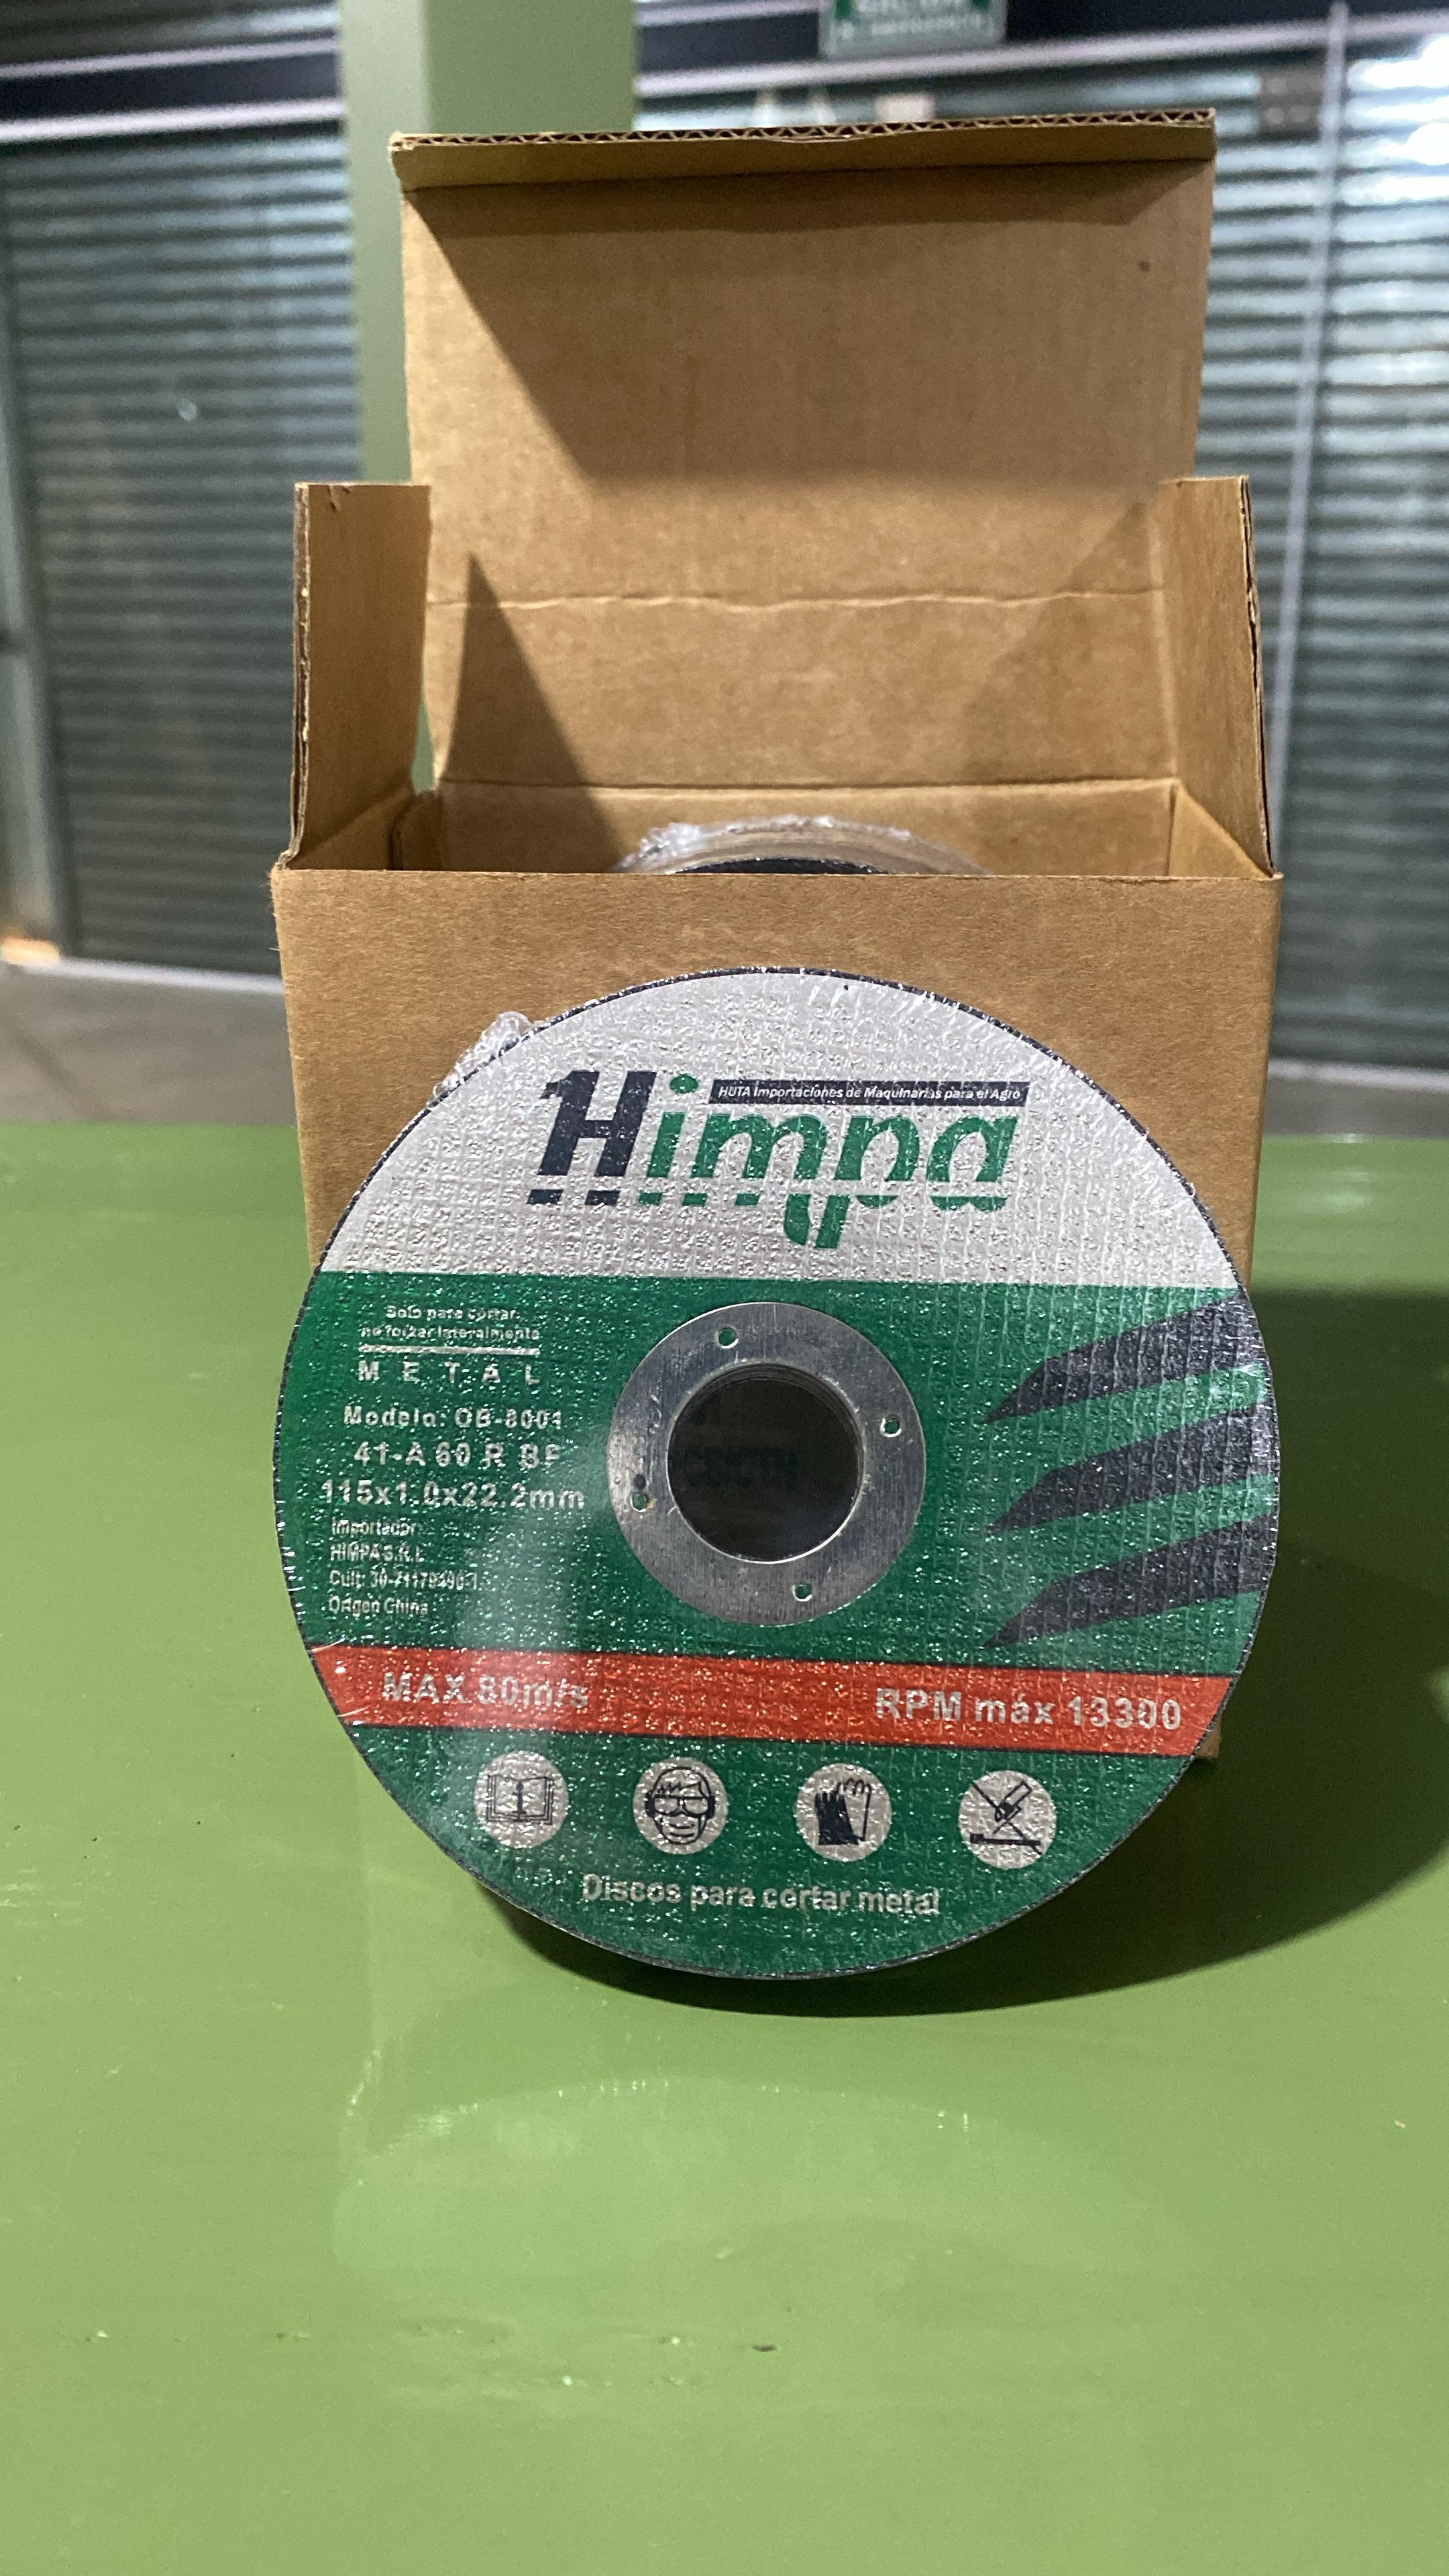 HUTA Importaciones de Maquinarias para el Agro
Himpa
Solo para cortar,
no forzar lateralmente
METAL
Modelo: OB-8001
41-A 60 R BF
115x1.0x22.2mm
Importador:
HIMPA S.R.L
Cuit:
Origen China
MAX 80m/s
RPM máx 13300
Discos para cortar metal